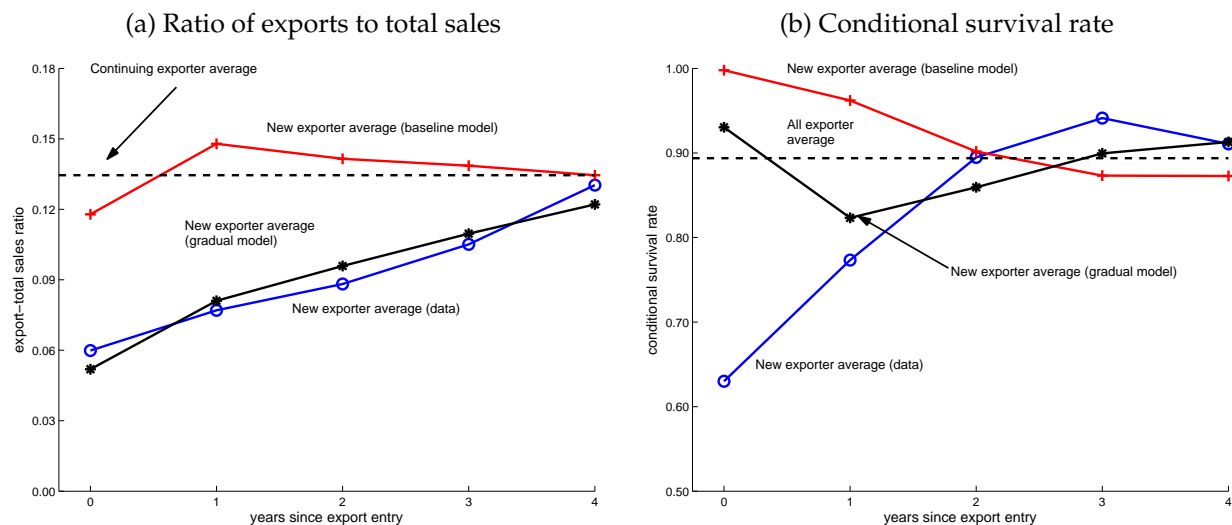 (a) Ratio of exports to total sales
0.18
0.15
0.12
0.09
0.06
0.03
0.00
export−total sales ratio
Continuing exporter average
New exporter average (baseline model)
New exporter average
(gradual model)
New exporter average (data)
0 1 2 3 4
years since export entry
(b) Conditional survival rate
1.00
0.90
0.80
0.70
0.60
0.50
conditional survival rate
New exporter average (baseline model)
All exporter
average
New exporter average (gradual model)
New exporter average (data)
0 1 2 3 4
years since export entry